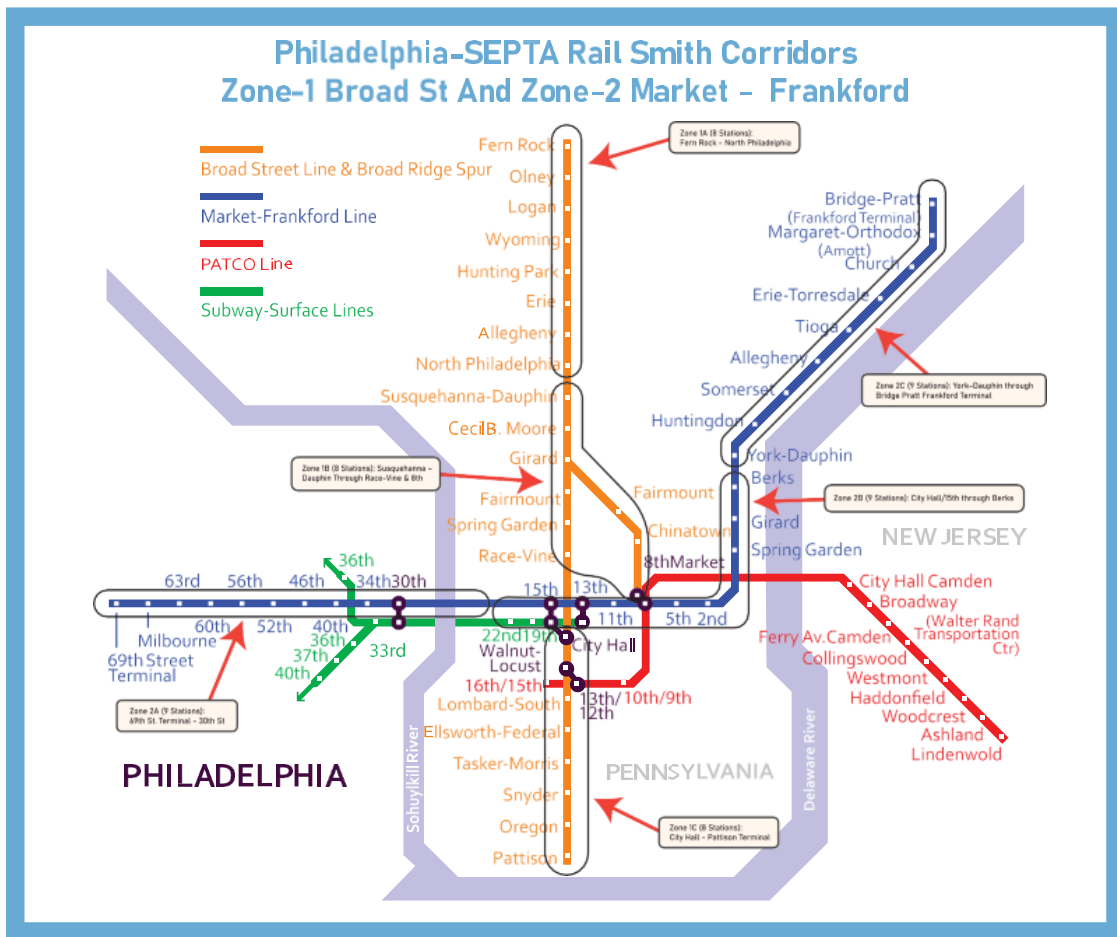 Philadelphia-SEPTA Rail Smith Corridors
Zone-1 Broad St And Zone-2 Market - Frankford
Broad Street Line & Broad Ridge Spur
Market-Frankford Line
PATCO Line
Subway-Surface Lines
Zone 1A (8 Stations):
Fern Rock - North Philadelphia
Fern Rock
Olney
Logan
Wyoming
Hunting Park
Erie
Allegheny
North Philadelphia
Susquehanna-Dauphin
CecilB. Moore
Girard
Fairmount
Spring Garden
Race-Vine
Fairmount
Chinatown
8thMarket
Zone 1B (8 Stations): Susquehanna -
Dauphin Through Race-Vine & 8th
Bridge-Pratt
(Frankford Terminal)
Margaret-Orthodox
(Amott)
Church
Erie-Torresdale
Tioga
Allegheny
Somerset
Huntingdon
York-Dauphin
Berks
Girard
Spring Garden
Zone 2C (9 Stations): York-Dauphin through
Bridge Pratt Frankford Terminal
Zone 2B (9 Stations): City Hall/15th through Berks
NEW JERSEY
36th
63rd
56th
46th
34th
30th
15th
13th
Milbourne
60th
52th
40th
11th
5th
2nd
69th Street
Terminal
36th
37th
40th
33rd
22nd
19th
City Hall
Walnut-
Locust
16th/15th
13th/
12th
10th/9th
City Hall Camden
Broadway
(Walter Rand
Transportation
Ctr)
Ferry Av.Camden
Collingswood
Westmont
Haddonfield
Woodcrest
Ashland
Lindenwold
Zone 2A (9 Stations):
69th St. Terminal - 30th St
Lombard-South
Ellsworth-Federal
Tasker-Morris
Snyder
Oregon
Pattison
PHILADELPHIA
PENNSYLVANIA
Sohuylkill River
Delaware River
Zone 1C (8 Stations):
City Hall - Pattison Terminal